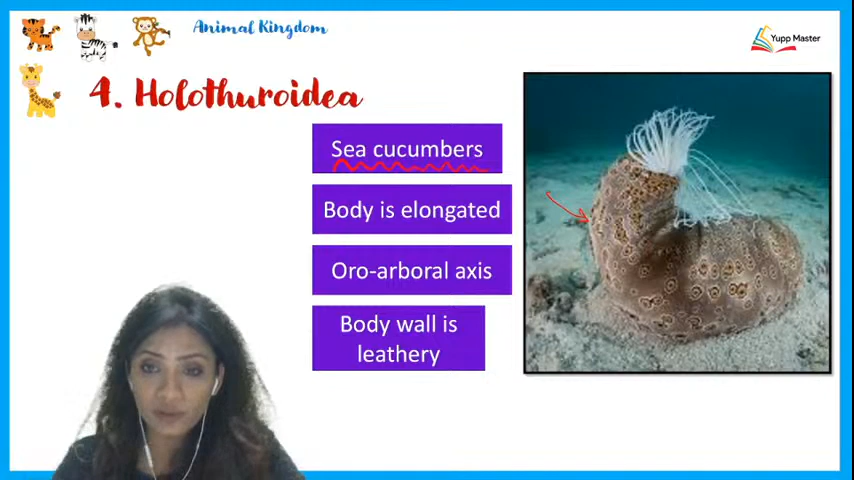 Animal Kingdom
Yupp Master
4. Holothuroidea
Sea cucumbers
Body is elongated
Oro-arboral axis
Body wall is
leathery